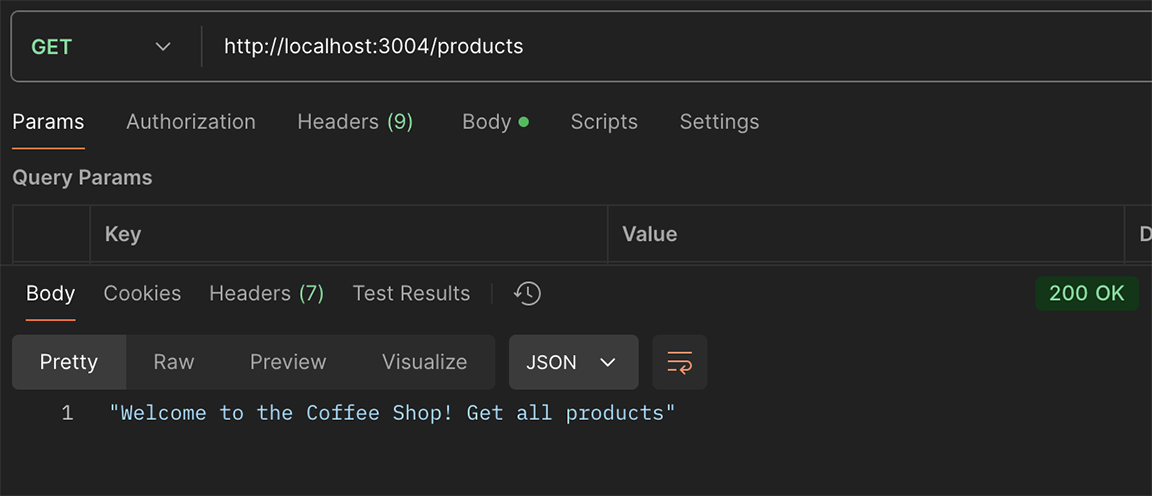 GET http://localhost:3004/products
Params Authorization Headers (9) Body Scripts Settings
Query Params
Key Value D
Body Cookies Headers (7) Test Results 200 OK
Pretty Raw Preview Visualize JSON
1 "Welcome to the Coffee Shop! Get all products"